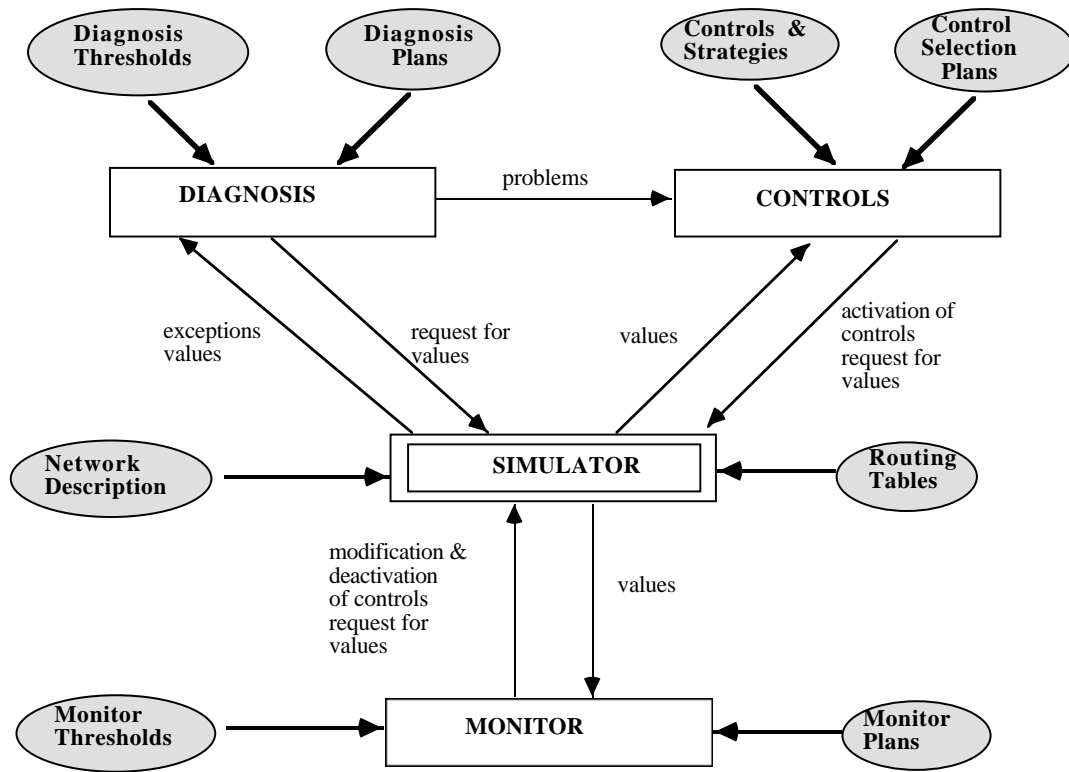 Diagnosis
Thresholds
Diagnosis
Plans
Controls &
Strategies
Control
Selection
Plans
DIAGNOSIS
problems
CONTROLS
exceptions
values
request for
values
values
activation of
controls
request for
values
Network
Description
SIMULATOR
Routing
Tables
modification &
deactivation
of controls
request for
values
values
Monitor
Thresholds
MONITOR
Monitor
Plans